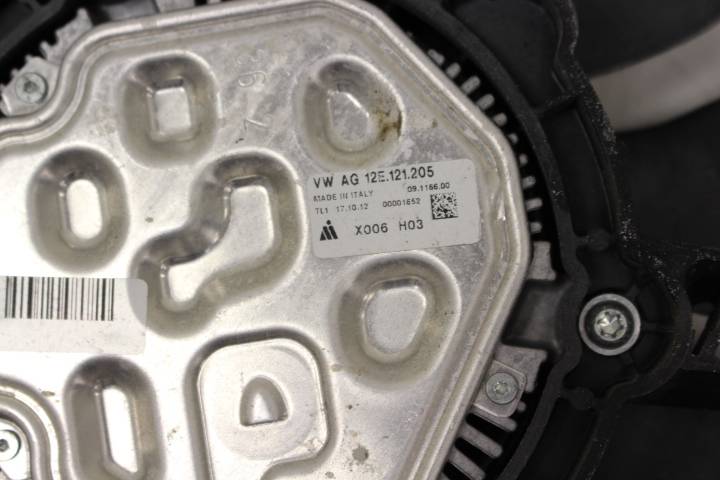 VW AG 12E.121.205
MADE IN ITALY 09.1166.00
TL1 17.10.12 00001652
X006 H03